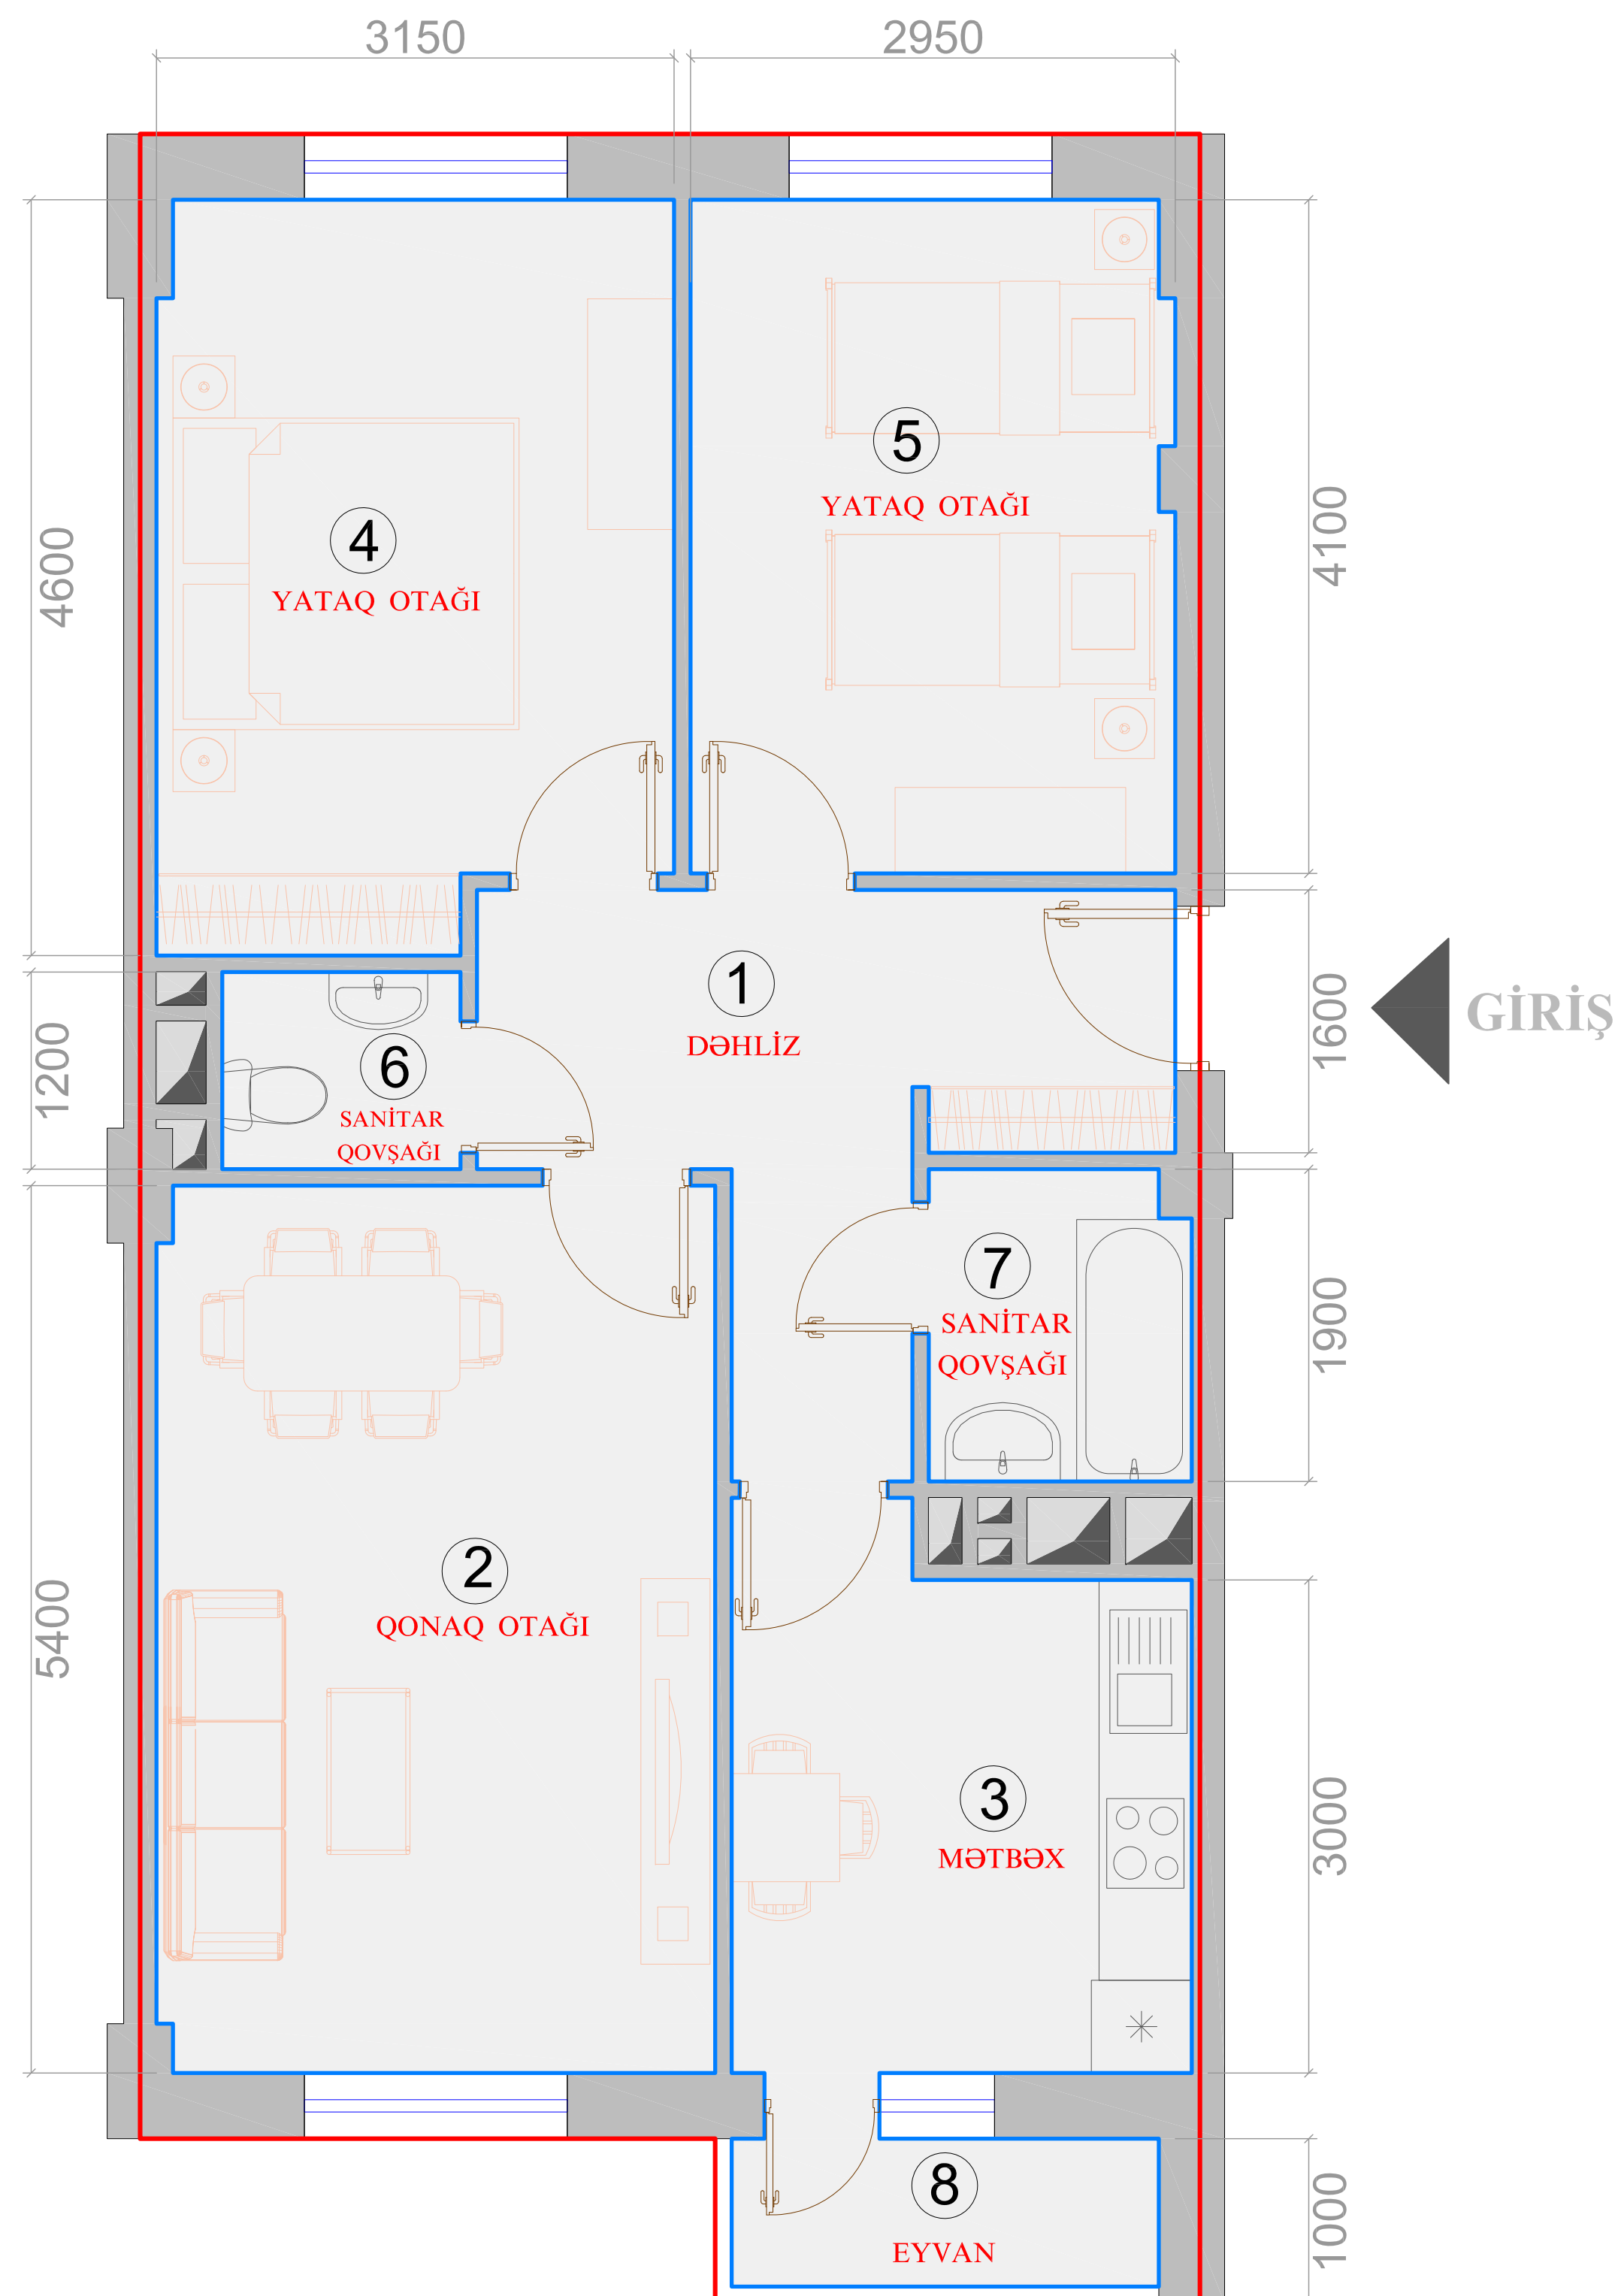 3150
2950
4600
4100
5
YATAQ OTAĞI
4
YATAQ OTAĞI
1
DƏHLİZ
1600
GİRİŞ
1200
6
SANİTAR
QOVŞAĞI
7
SANİTAR
QOVŞAĞI
1900
2
QONAQ OTAĞI
5400
3
MƏTBƏX
3000
8
EYVAN
1000